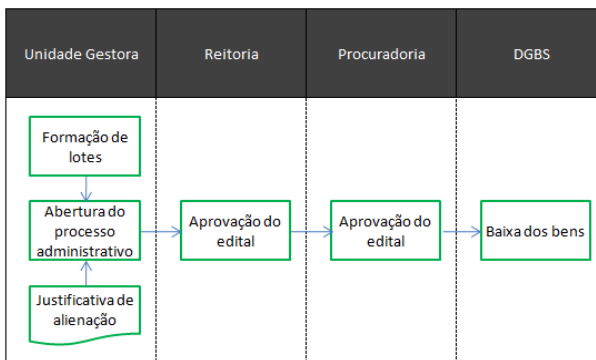 Unidade Gestora
Reitoria
Procuradoria
DGBS
Formação de
lotes
Abertura do
processo
administrativo
Aprovação do
edital
Aprovação do
edital
Baixa dos bens
Justificativa de
alienação